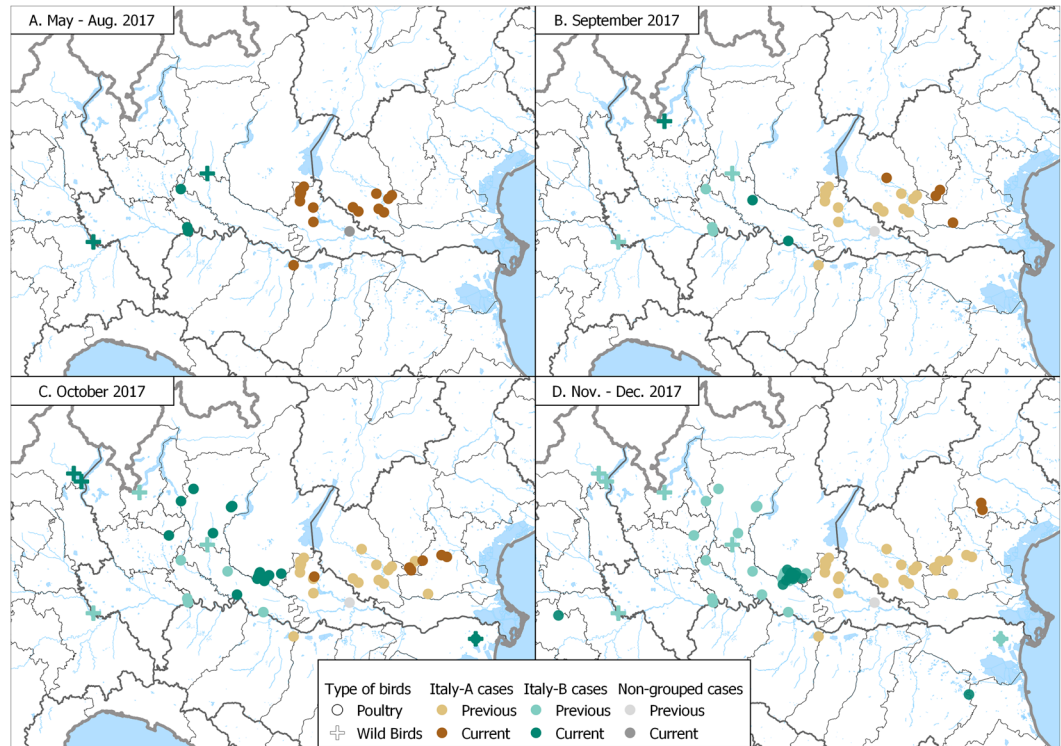 A. May - Aug. 2017
B. September 2017
C. October 2017
D. Nov. - Dec. 2017
Type of birds Italy-A cases Italy-B cases Non-grouped cases
Poultry Previous Previous Previous
Wild Birds Current Current Current